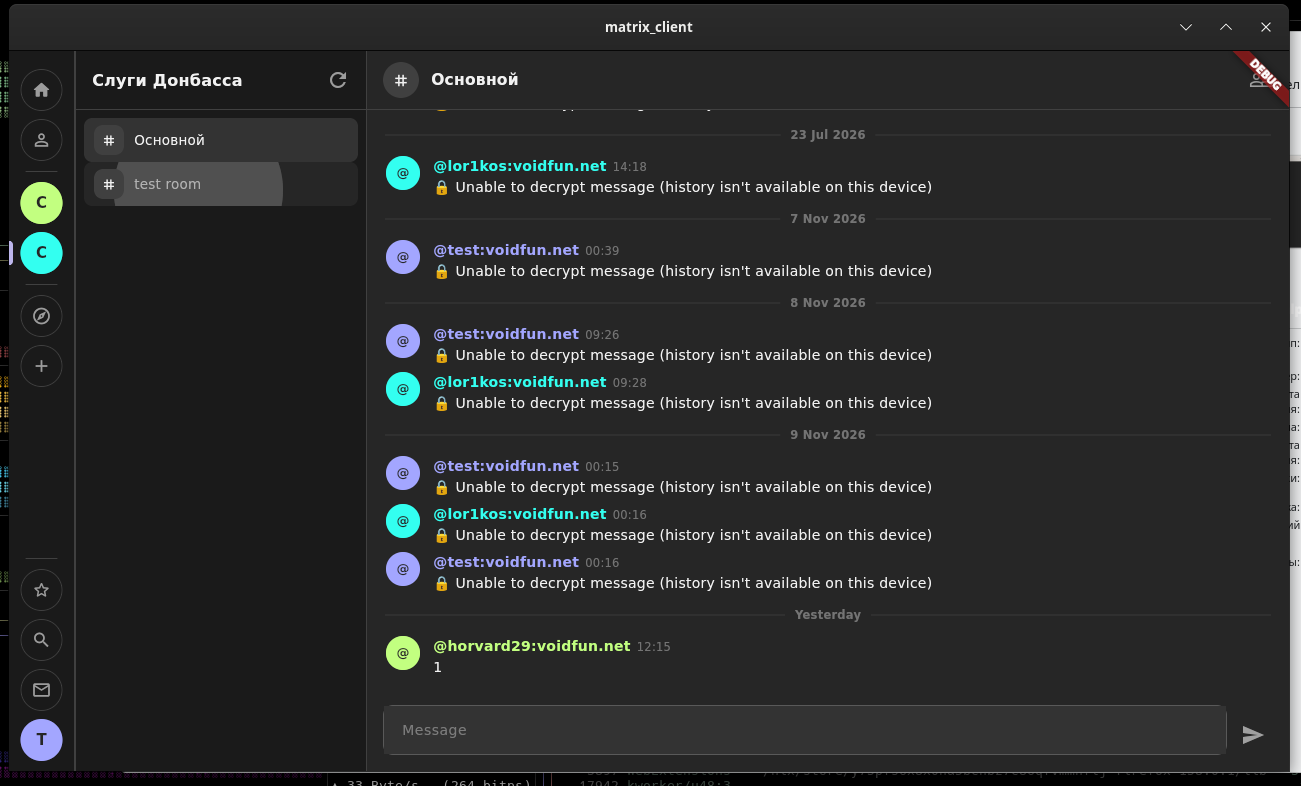 matrix_client
Слуги Донбасса
Основной
test room
C
C
T
# Основной
DEBUG
23 Jul 2026
@lor1kos:voidfun.net 14:18
🔒 Unable to decrypt message (history isn't available on this device)
7 Nov 2026
@test:voidfun.net 00:39
🔒 Unable to decrypt message (history isn't available on this device)
8 Nov 2026
@test:voidfun.net 09:26
🔒 Unable to decrypt message (history isn't available on this device)
@lor1kos:voidfun.net 09:28
🔒 Unable to decrypt message (history isn't available on this device)
9 Nov 2026
@test:voidfun.net 00:15
🔒 Unable to decrypt message (history isn't available on this device)
@lor1kos:voidfun.net 00:16
🔒 Unable to decrypt message (history isn't available on this device)
@test:voidfun.net 00:16
🔒 Unable to decrypt message (history isn't available on this device)
Yesterday
@horvard29:voidfun.net 12:15
1
Message